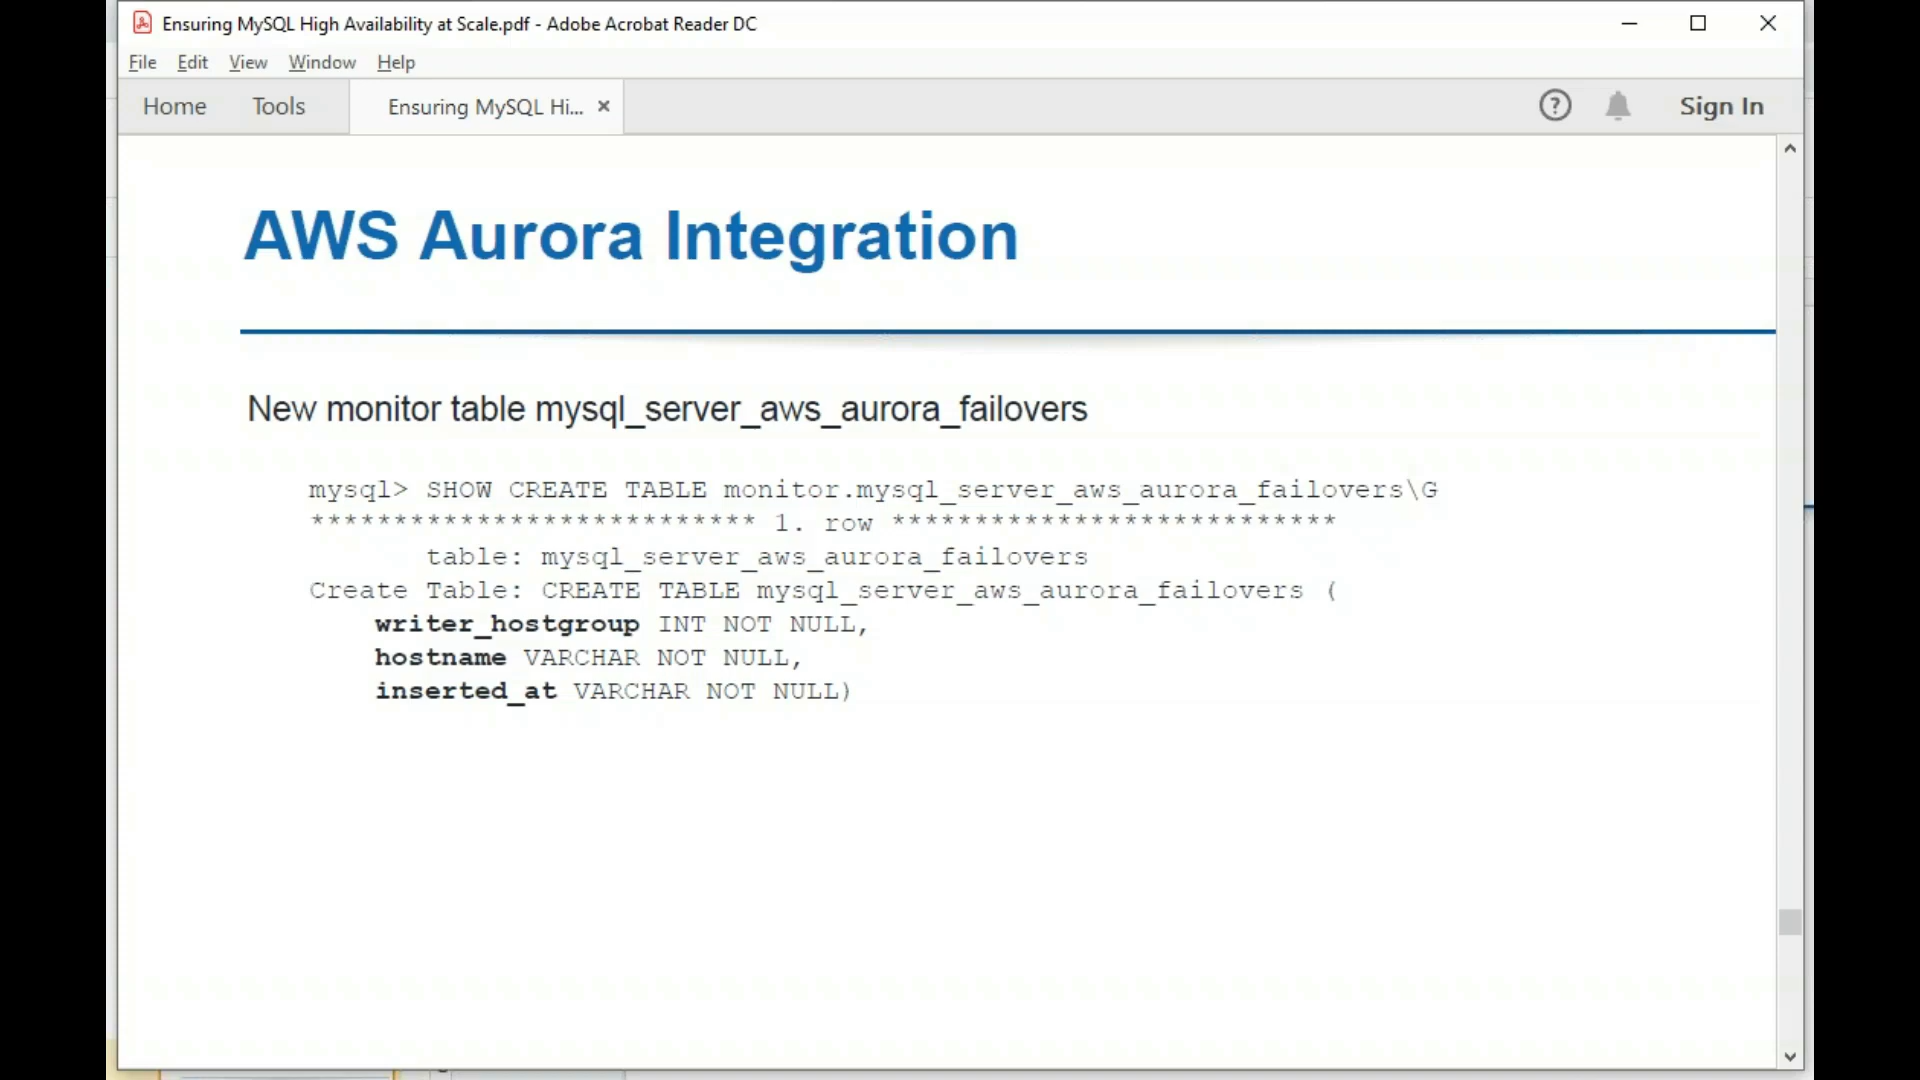 Ensuring MySQL High Availability at Scale.pdf - Adobe Acrobat Reader DC
File Edit View Window Help
Home Tools Ensuring MySQL Hi... × ? Sign In
AWS Aurora Integration
New monitor table mysql_server_aws_aurora_failovers
mysql> SHOW CREATE TABLE monitor.mysql_server_aws_aurora_failovers\G
*************************** 1. row ***************************
table: mysql_server_aws_aurora_failovers
Create Table: CREATE TABLE mysql_server_aws_aurora_failovers (
writer_hostgroup INT NOT NULL,
hostname VARCHAR NOT NULL,
inserted_at VARCHAR NOT NULL)